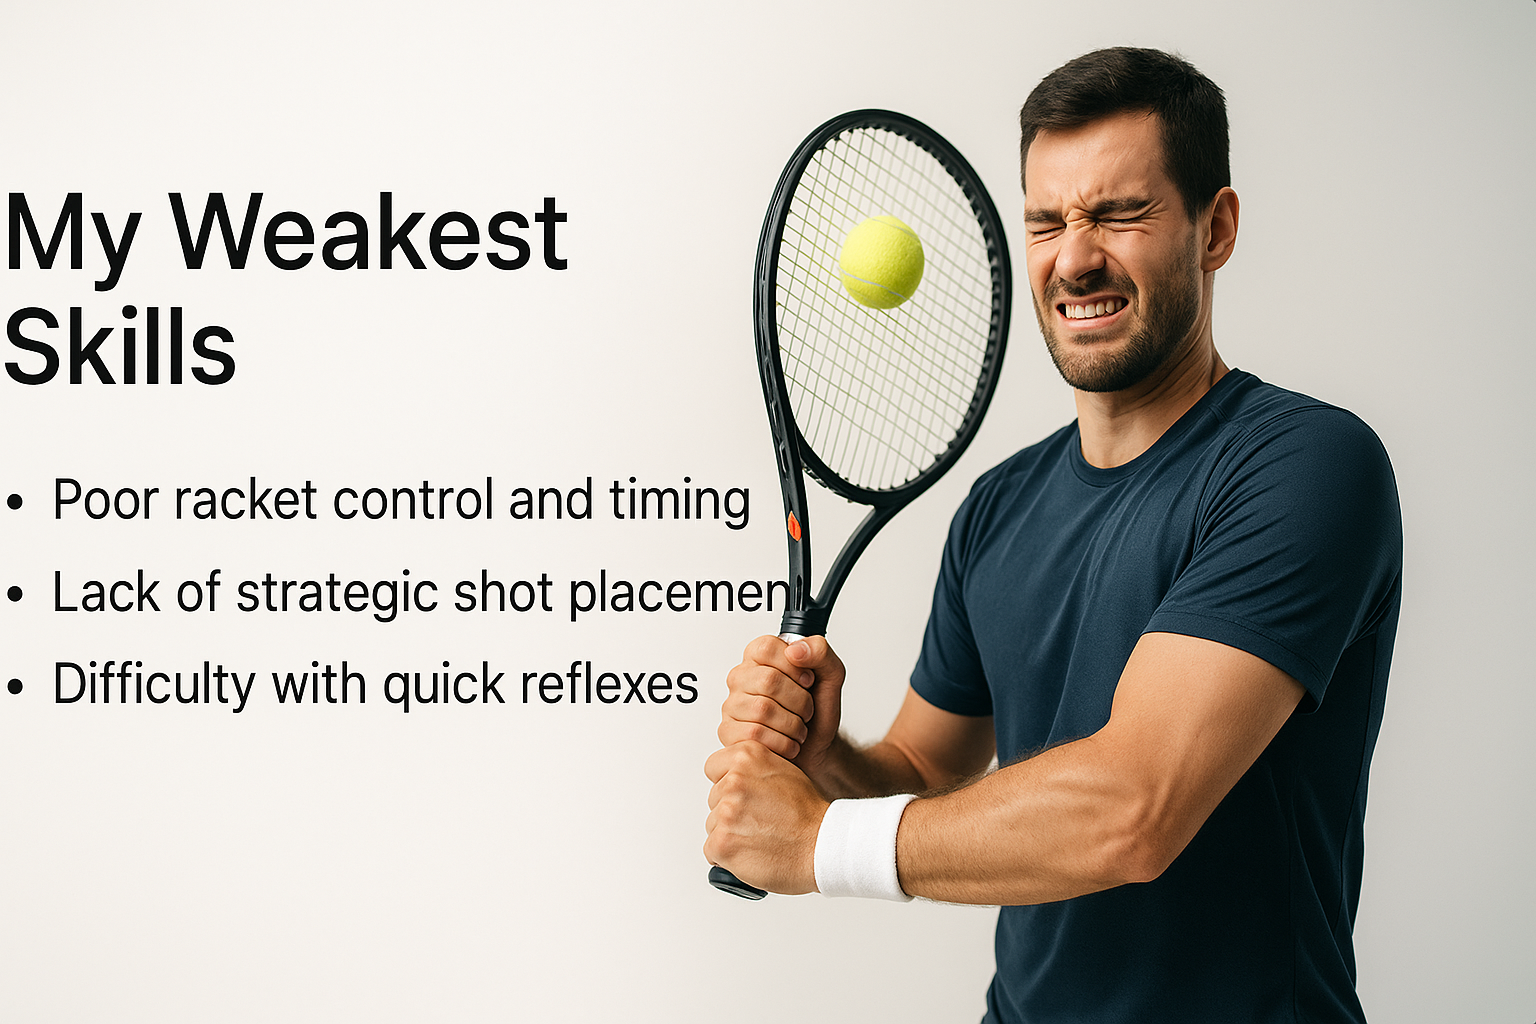 My Weakest
Skills
• Poor racket control and timing
• Lack of strategic shot placemen
• Difficulty with quick reflexes